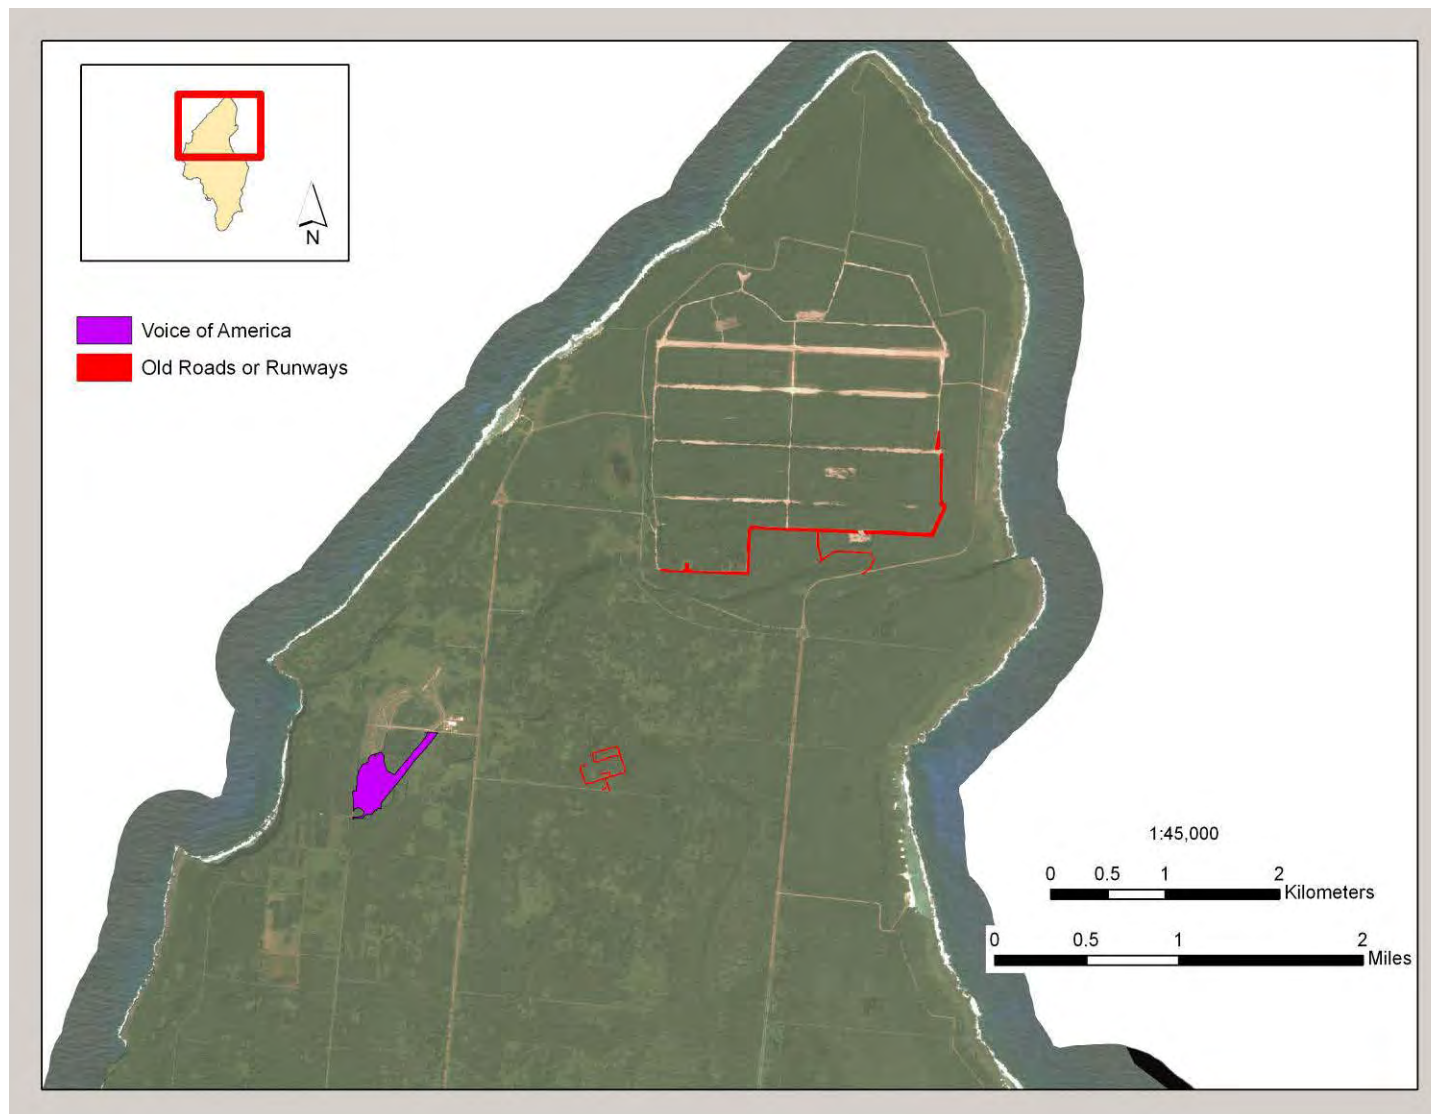 N
Voice of America
Old Roads or Runways
1:45,000
0 0.5 1 2
Kilometers
0 0.5 1 2
Miles